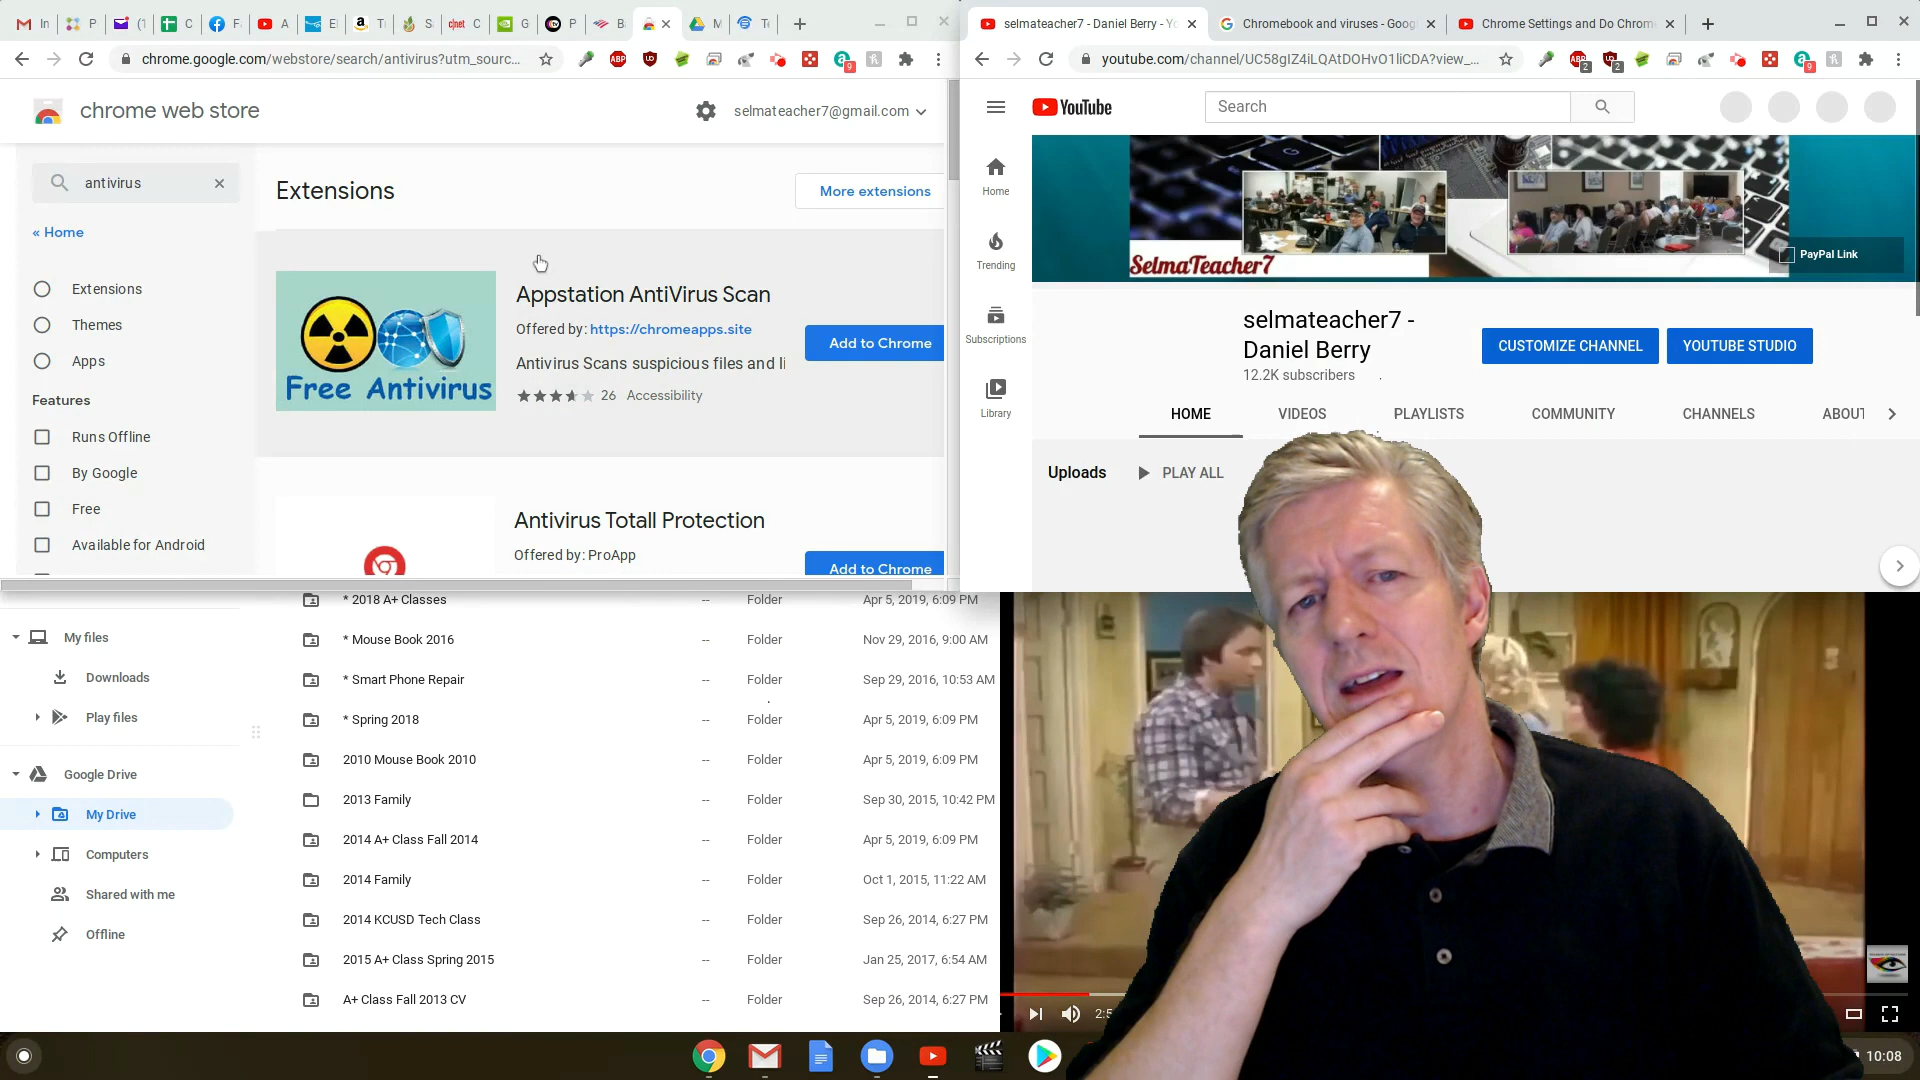 In
P
(1
C
F
A
El
Ti
S
c|net C
G
P
B
M
Te
chrome.google.com/webstore/search/antivirus?utm_sourc...
ABP
9
chrome web store
selmateacher7@gmail.com
antivirus
« Home
Extensions
Themes
Apps
Features
Runs Offline
By Google
Free
Available for Android
Extensions
More extensions
Free Antivirus
Appstation AntiVirus Scan
Offered by: https://chromeapps.site
Antivirus Scans suspicious files and li
26 Accessibility
Add to Chrome
Antivirus Totall Protection
Offered by: ProApp
Add to Chrome
selmateacher7 - Daniel Berry - Yo
Chromebook and viruses - Goog
Chrome Settings and Do Chrom
youtube.com/channel/UC58gIZ4iLQAtDOHvO1liCDA?view_...
ABP
2
2
9
YouTube
Search
Home
Trending
Subscriptions
Library
SelmaTeacher7
PayPal Link
selmateacher7 -
Daniel Berry
12.2K subscribers
CUSTOMIZE CHANNEL
YOUTUBE STUDIO
HOME VIDEOS PLAYLISTS COMMUNITY CHANNELS ABOUT
Uploads PLAY ALL
My files
Downloads
Play files
Google Drive
My Drive
Computers
Shared with me
Offline
* 2018 A+ Classes -- Folder Apr 5, 2019, 6:09 PM
* Mouse Book 2016 -- Folder Nov 29, 2016, 9:00 AM
* Smart Phone Repair -- Folder Sep 29, 2016, 10:53 AM
* Spring 2018 -- Folder Apr 5, 2019, 6:09 PM
2010 Mouse Book 2010 -- Folder Apr 5, 2019, 6:09 PM
2013 Family -- Folder Sep 30, 2015, 10:42 PM
2014 A+ Class Fall 2014 -- Folder Apr 5, 2019, 6:09 PM
2014 Family -- Folder Oct 1, 2015, 11:22 AM
2014 KCUSD Tech Class -- Folder Sep 26, 2014, 6:27 PM
2015 A+ Class Spring 2015 -- Folder Jan 25, 2017, 6:54 AM
A+ Class Fall 2013 CV -- Folder Sep 26, 2014, 6:27 PM
10:08